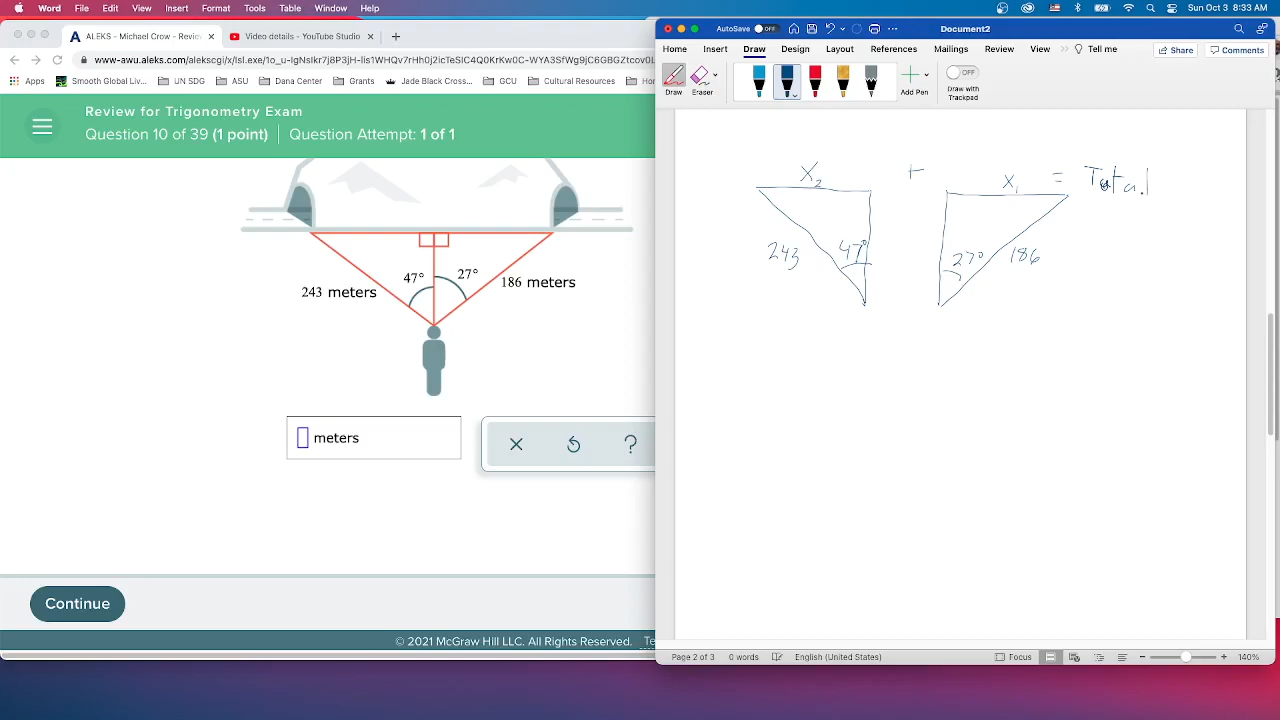 Word File Edit View Insert Format Tools Table Window Help
Sun Oct 3 8:33 AM
ALEKS - M
Revie
Video details - YouTube Studio
Apps
Smooth Ghol Living
UN SDG
ASU
Dana Center
Grants
Jade Black Cross...
GCU
Cultural Resources
Review for Trigonometry Exam
Question 10 of 39 (1 point)
Question Attempt: 1 of 1
47°
27°
243 meters
186 meters
meters
Continue
© 2021 McGraw Hill LLC. All Rights Reserved.
AutoSave OFF
Document2
Home Insert Draw Design Layout References Mailings Review View Tell me
Share
Comments
Draw
Eraser
Add Pen
OFF
Draw with
Trackpad
X2 + X1 = Total
243 47° 27° 186
Page 2 of 3
0 words
English (United States)
Focus
140%